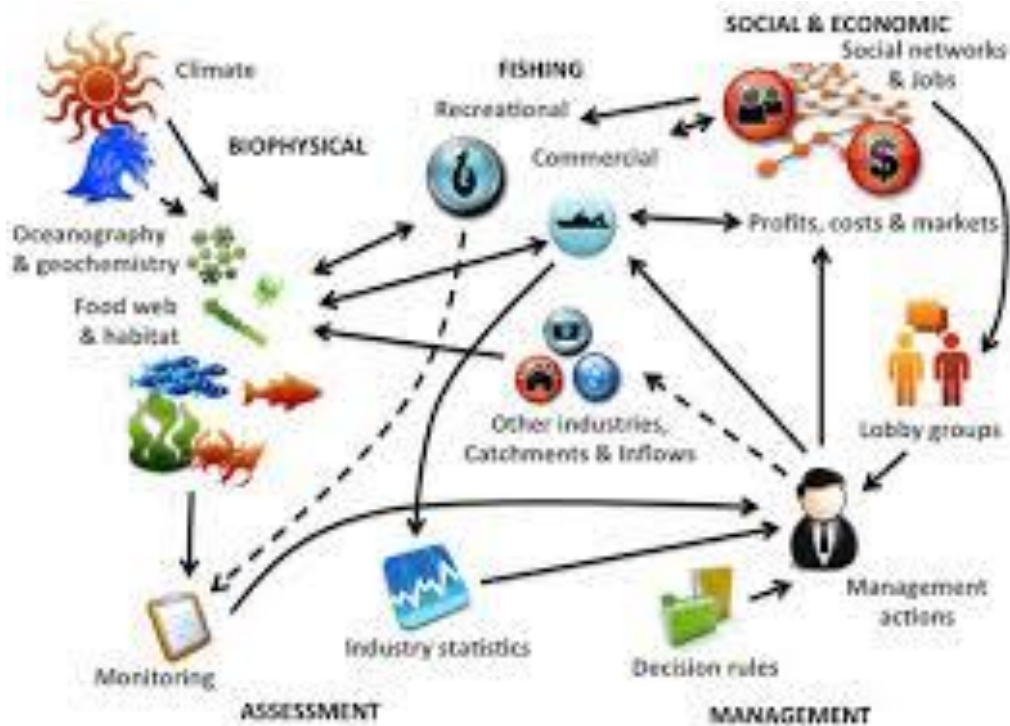 SOCIAL & ECONOMIC
Social networks
& Jobs
Climate
FISHING
Recreational
BIOPHYSICAL
Commercial
Oceanography
& geochemistry
Profits, costs & markets
Food web
& habitat
Other industries,
Catchments & Inflows
Lobby groups
Management
actions
Industry statistics
Decision rules
Monitoring
ASSESSMENT
MANAGEMENT